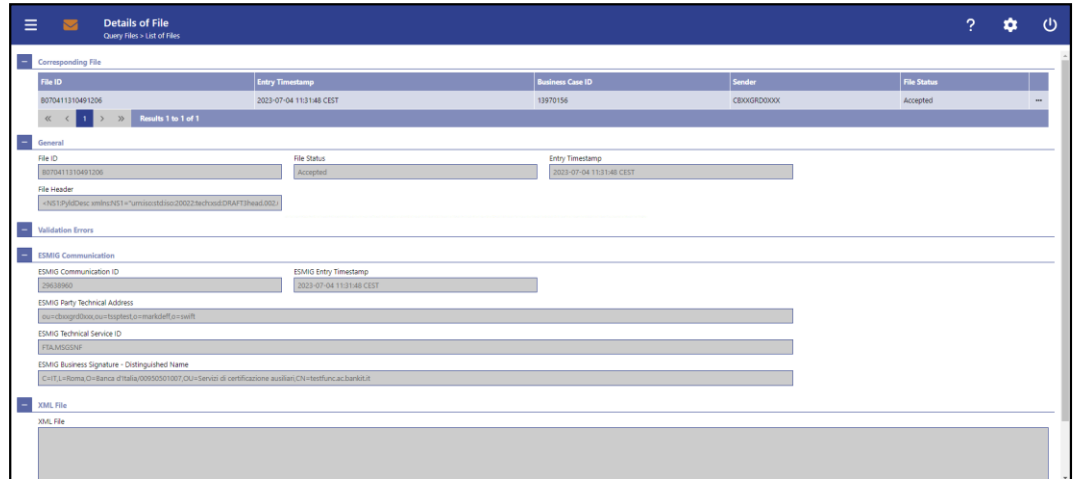 Details of File
Query Files > List of Files
?
Corresponding File
File ID Entry Timestamp Business Case ID Sender File Status
B070411310491206 2023-07-04 11:31:48 CEST 13970156 CBXXGRD0XXX Accepted ...
« < 1 > » Results 1 to 1 of 1
General
File ID File Status Entry Timestamp
B070411310491206 Accepted 2023-07-04 11:31:48 CEST
File Header
<NS1:PyldDesc xmlns:NS1="urn:iso:std:iso:20022:tech:xsd:DRAFT3head.002.
Validation Errors
ESMIG Communication
ESMIG Communication ID ESMIG Entry Timestamp
29638960 2023-07-04 11:31:48 CEST
ESMIG Party Technical Address
ou=cbxxgrd0xxx,ou=tssptest,o=markdeff,o=swift
ESMIG Technical Service ID
FTA.MSGSNF
ESMIG Business Signature - Distinguished Name
C=IT,L=Roma,O=Banca d'Italia/00950501007,OU=Servizi di certificazione ausiliari,CN=testfunc.ac.bankit.it
XML File
XML File